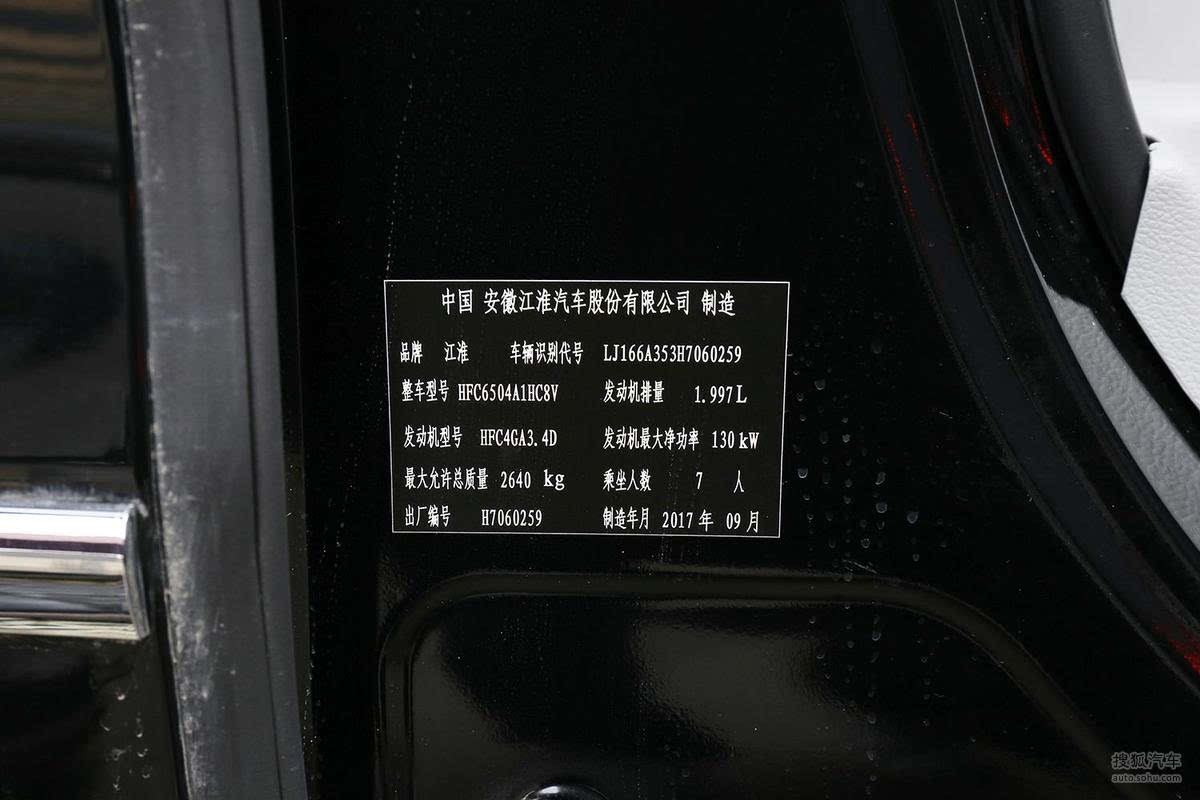 中国 安徽江淮汽车股份有限公司 制造
品牌 江淮 车辆识别代号 LJ166A353H7060259
整车型号 HFC6504A1HC8V 发动机排量 1.997L
发动机型号 HFC4GA3.4D 发动机最大净功率 130kW
最大允许总质量 2640 kg 乘坐人数 7 人
出厂编号 H7060259 制造年月 2017年 09月
搜狐汽车
auto.sohu.com